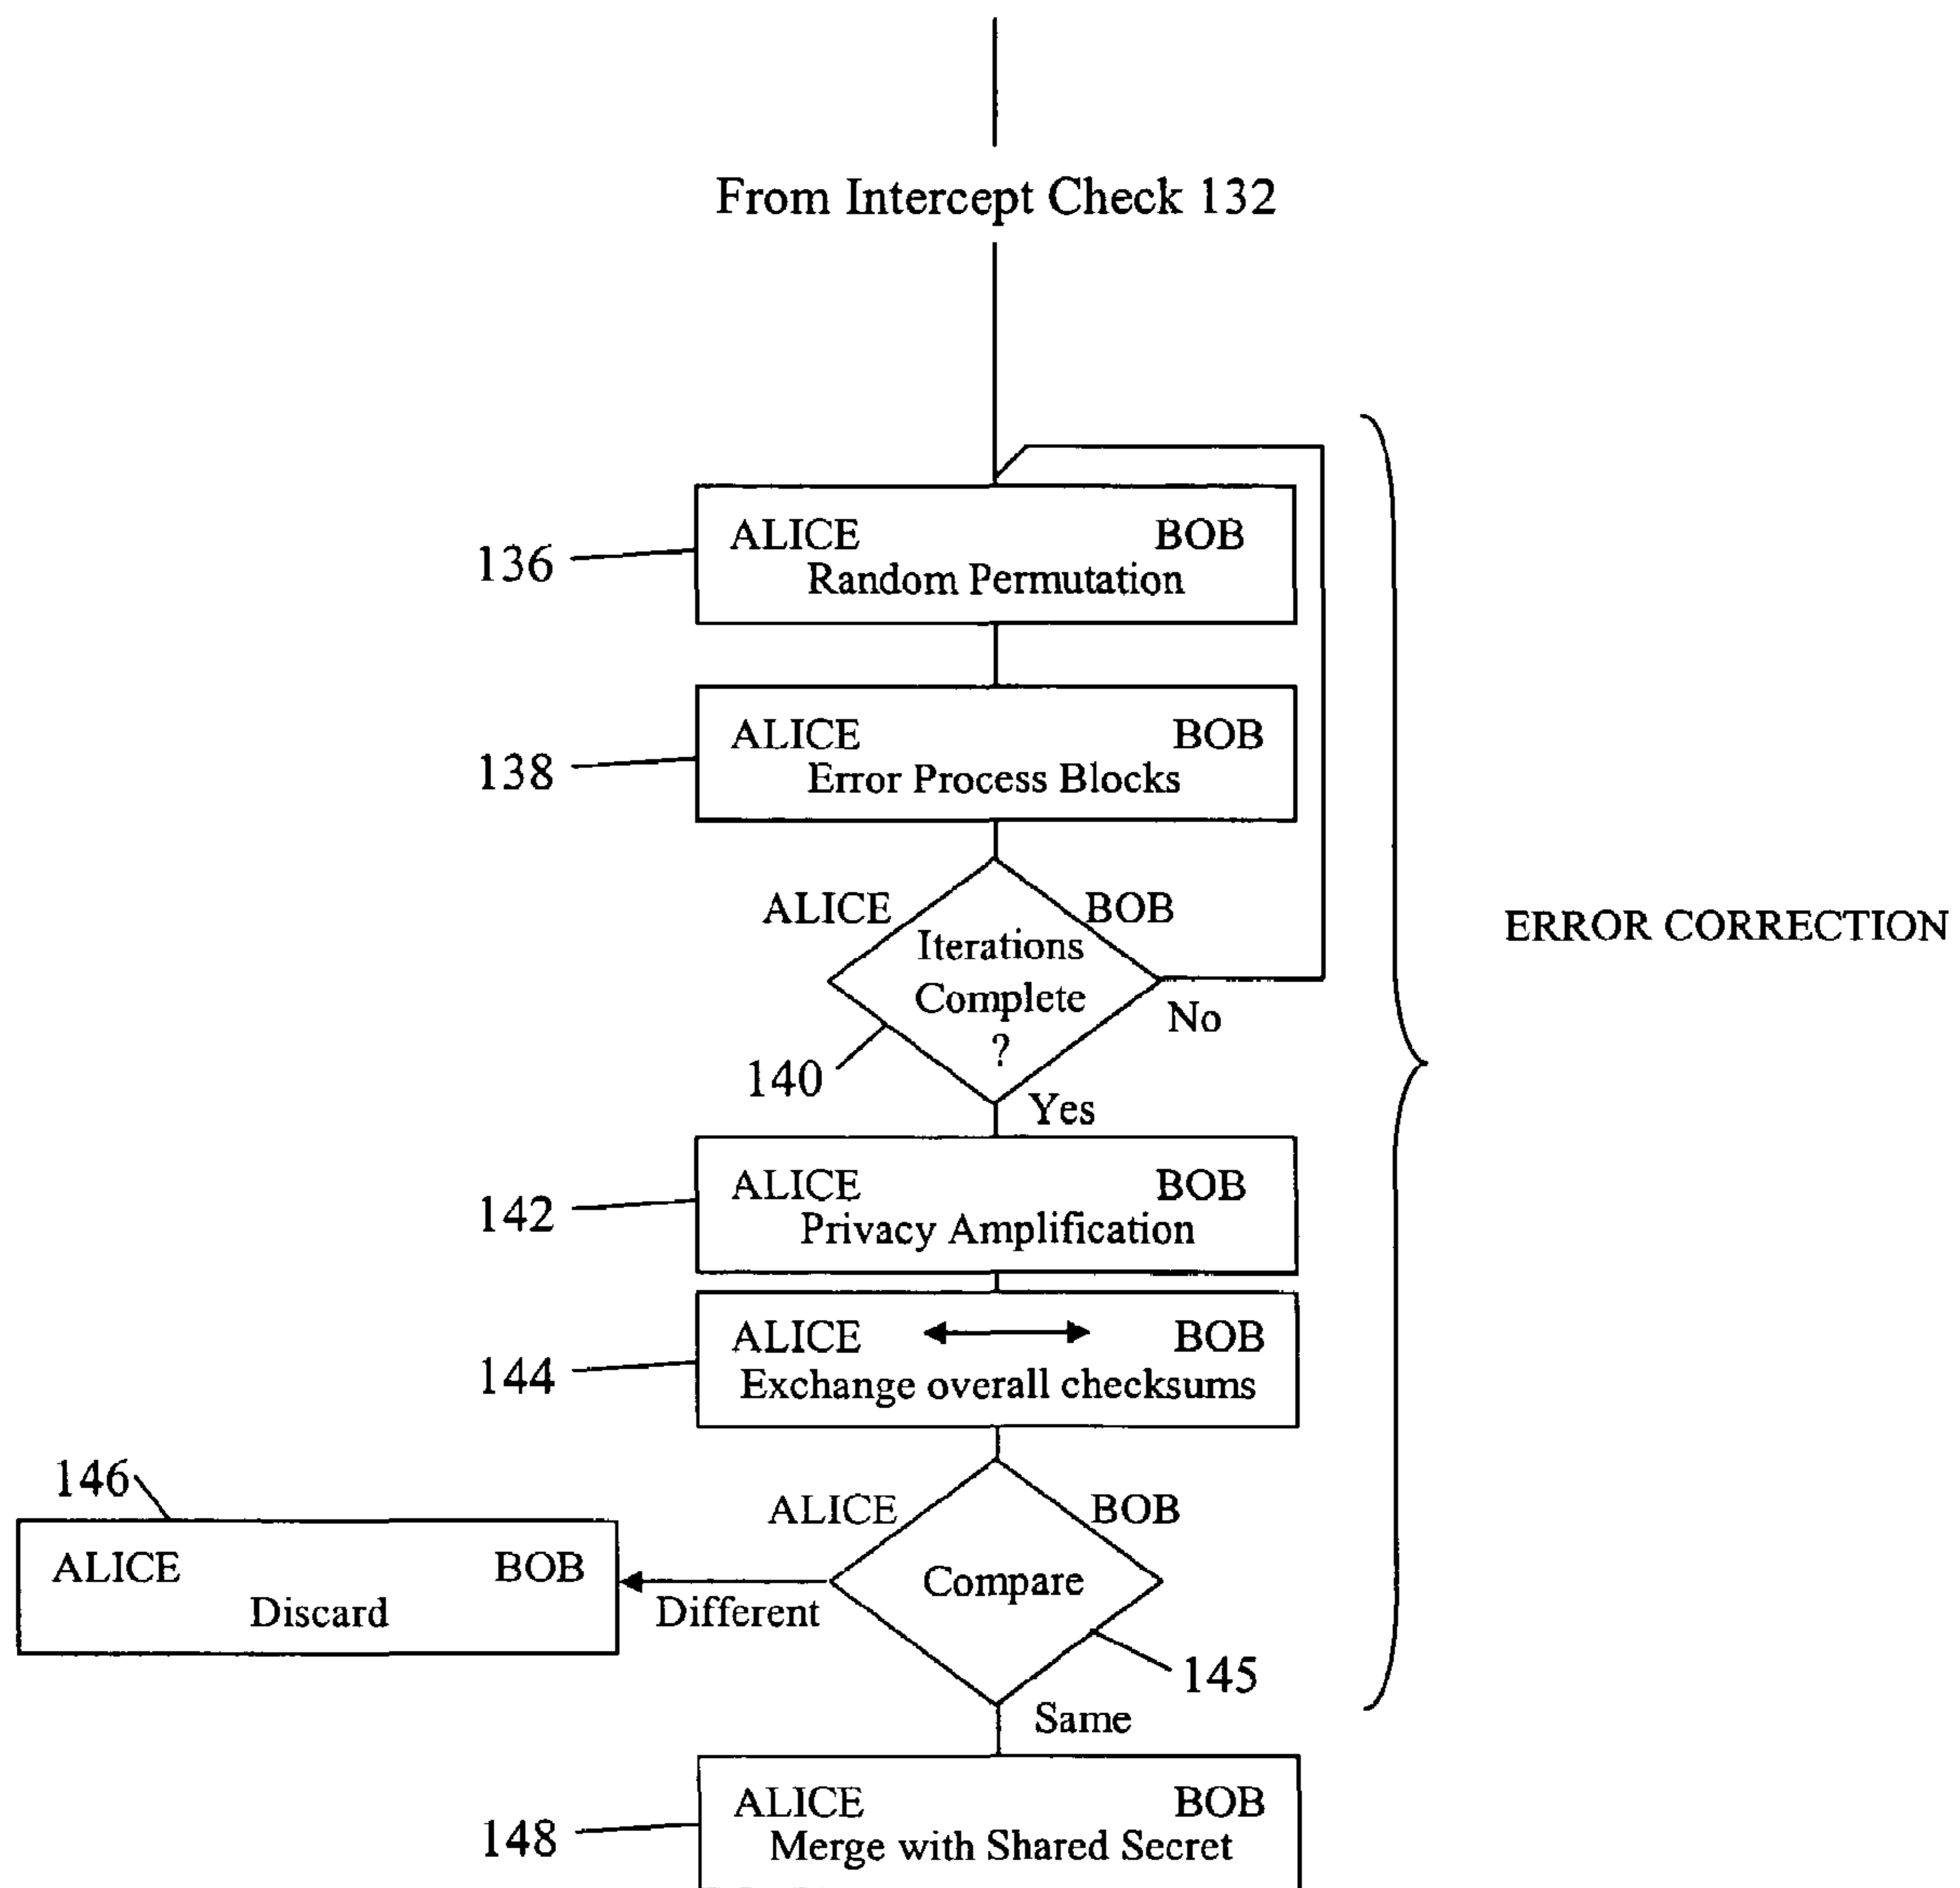 From Intercept Check 132
ALICE BOB
136
Random Permutation
ALICE BOB
138
Error Process Blocks
ALICE BOB
Iterations
Complete
?
No
140
Yes
ALICE BOB
142
Privacy Amplification
ALICE BOB
144
Exchange overall checksums
ERROR CORRECTION
146
ALICE BOB
Compare
ALICE BOB
Discard
Different
145
Same
ALICE BOB
148
Merge with Shared Secret